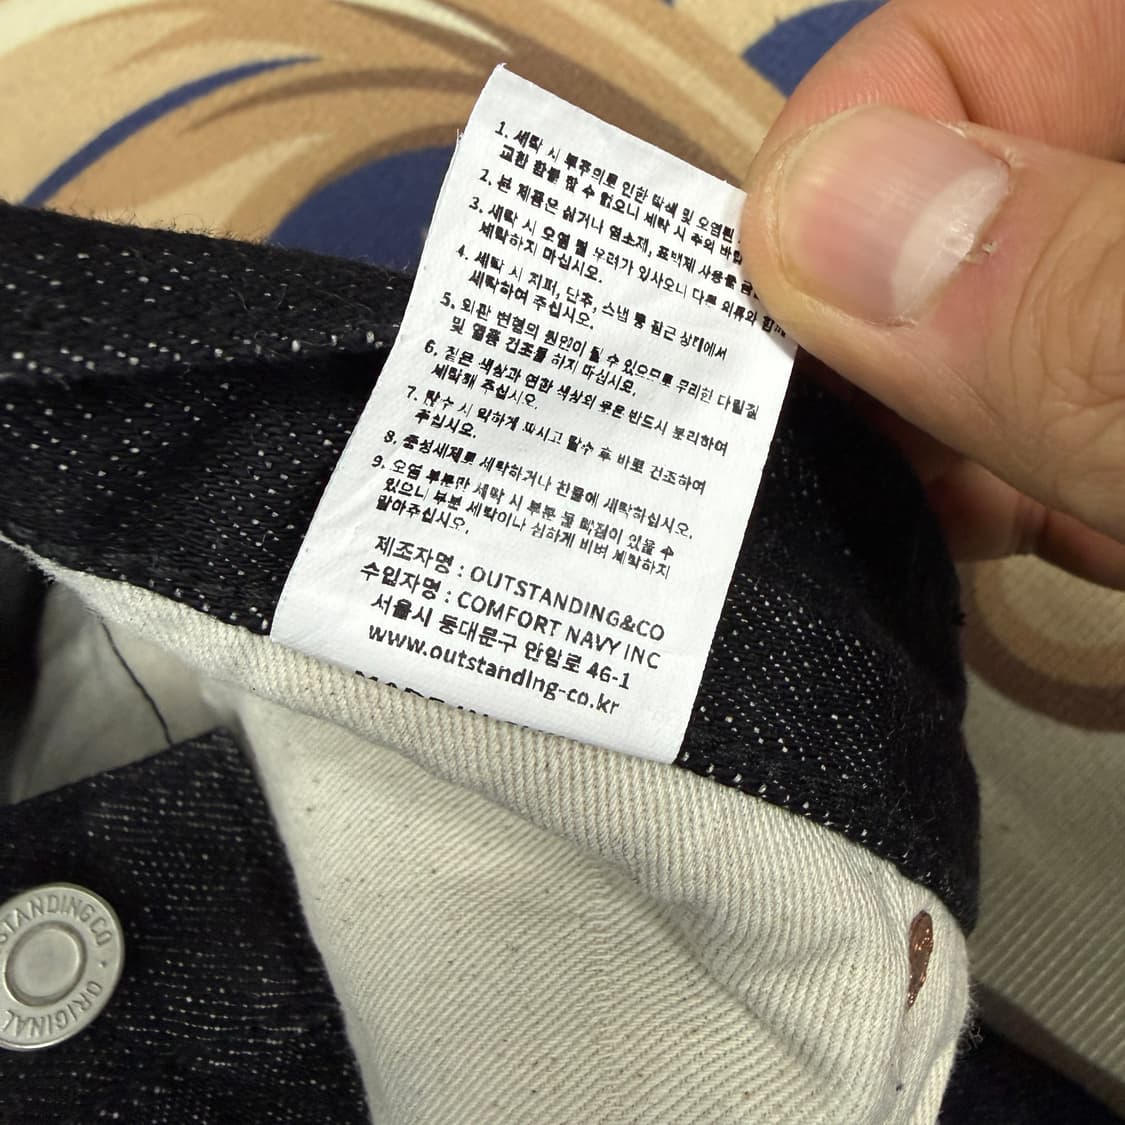 1. 세탁 시 부주의로 인한 탈색 및 오염된
교환 환불 할 수 없으니 세탁 시 주의 바랍
2. 본 제품은 삶거나 염소제, 표백제 사용을 금
3. 세탁 시 오염 될 우려가 있사오니 다른 의류와 함께
세탁하지 마십시오.
4. 세탁 시 지퍼, 단추, 스냅 등 잠근 상태에서
세탁하여 주십시오.
5. 외관 변형의 원인이 될 수 있으므로 무리한 다림질
및 열풍 건조를 하지 마십시오.
6. 짙은 색상과 연한 색상의 옷은 반드시 분리하여
세탁해 주십시오.
7. 탈수 시 약하게 짜시고 탈수 후 바로 건조하여
주십시오.
8. 중성세제로 세탁하거나 찬물에 세탁하십시오.
9. 오염 부분만 세탁 시 부분 물 빠짐이 있을 수
있으니 부분 세탁이나 심하게 비벼 세탁하지
말아주십시오.
제조자명 : OUTSTANDING&CO
수입자명 : COMFORT NAVY INC
서울시 동대문구 안암로 46-1
www.outstanding-co.kr
MADE IN
STANDING&CO • ORIGINAL